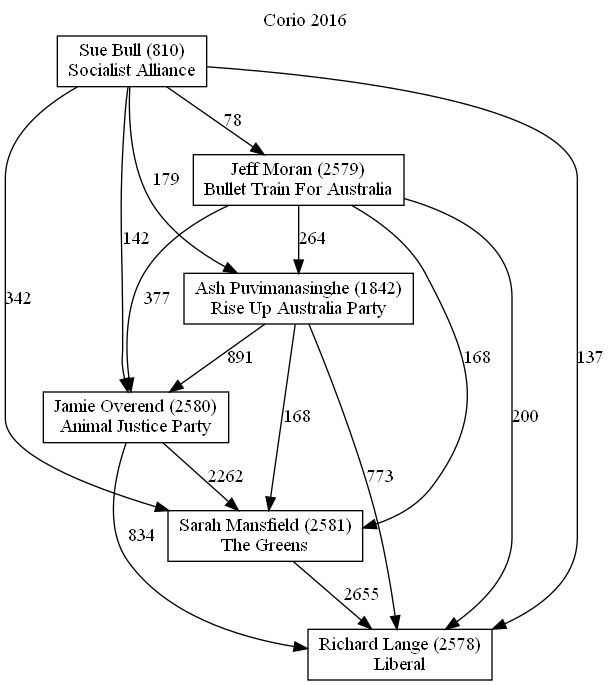 Corio 2016
Sue Bull (810)
Socialist Alliance
78
Jeff Moran (2579)
Bullet Train For Australia
179
142
264
Ash Puvimanasinghe (1842)
Rise Up Australia Party
342
377
891
168
168
137
Jamie Overend (2580)
Animal Justice Party
200
773
2262
834
Sarah Mansfield (2581)
The Greens
2655
Richard Lange (2578)
Liberal